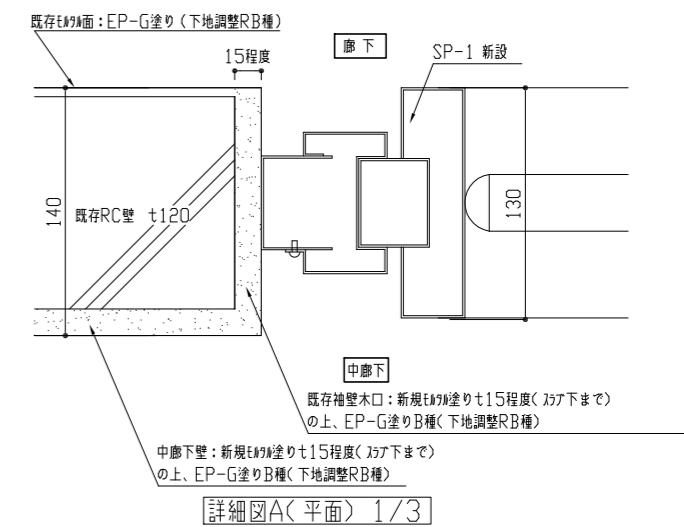 既存ﾓﾙﾀﾙ面：EP-G塗り（下地調整RB種）
15程度
廊下
SP-1 新設
140
既存RC壁 t120
130
中廊下
既存袖壁木口：新規ﾓﾙﾀﾙ塗りt15程度（ｽﾗﾌﾞ下まで）
の上、EP-G塗りB種（下地調整RB種）
中廊下壁：新規ﾓﾙﾀﾙ塗りt15程度（ｽﾗﾌﾞ下まで）
の上、EP-G塗りB種（下地調整RB種）
詳細図A（平面） 1/3